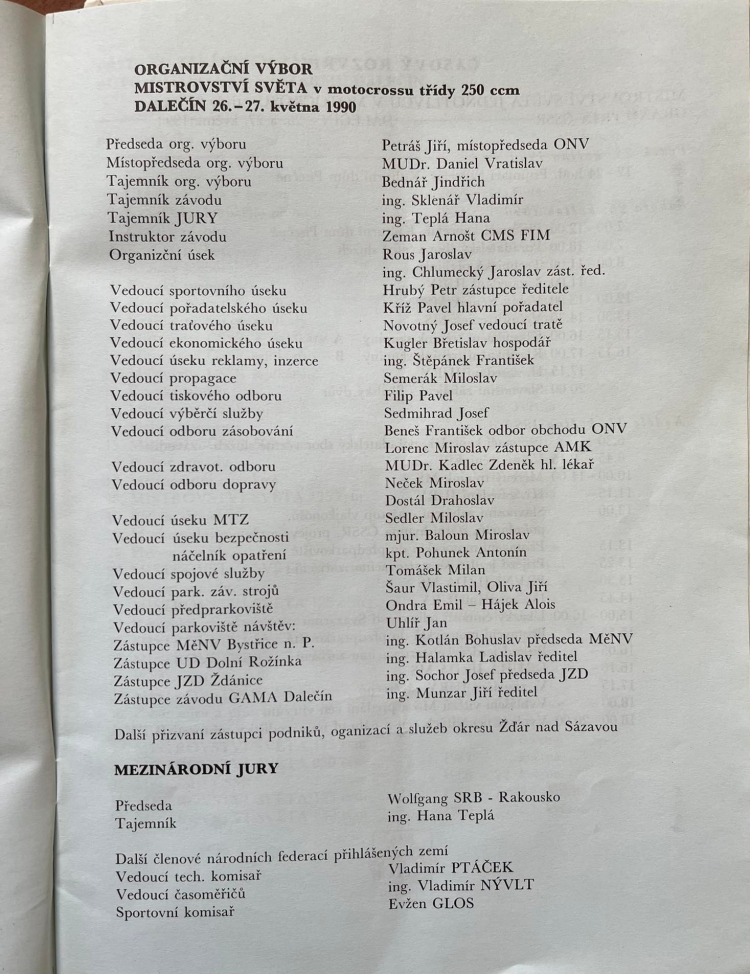 ORGANIZAČNÍ VÝBOR
MISTROVSTVÍ SVĚTA v motocrossu třídy 250 ccm
DALEČÍN 26.–27. května 1990
Předseda org. výboru Petráš Jiří, místopředseda ONV
Místopředseda org. výboru MUDr. Daniel Vratislav
Tajemník org. výboru Bednář Jindřich
Tajemník závodu ing. Sklenář Vladimír
Tajemník JURY ing. Teplá Hana
Instruktor závodu Zeman Arnošt CMS FIM
Organizční úsek Rous Jaroslav
ing. Chlumecký Jaroslav zást. řed.
Vedoucí sportovního úseku Hrubý Petr zástupce ředitele
Vedoucí pořadatelského úseku Kříž Pavel hlavní pořadatel
Vedoucí traťového úseku Novotný Josef vedoucí tratě
Vedoucí ekonomického úseku Kugler Břetislav hospodář
Vedoucí úseku reklamy, inzerce ing. Štěpánek František
Vedoucí propagace Semerák Miloslav
Vedoucí tiskového odboru Filip Pavel
Vedoucí výběrčí služby Sedmihrad Josef
Vedoucí odboru zásobování Beneš František odbor obchodu ONV
Lorenc Miroslav zástupce AMK
Vedoucí zdravot. odboru MUDr. Kadlec Zdeněk hl. lékař
Vedoucí odboru dopravy Neček Miroslav
Dostál Drahoslav
Vedoucí úseku MTZ Sedler Miloslav
Vedoucí úseku bezpečnosti mjur. Baloun Miroslav
náčelník opatření kpt. Pohunek Antonín
Vedoucí spojové služby Tomášek Milan
Vedoucí park. záv. strojů Šaur Vlastimil, Oliva Jiří
Vedoucí předprarkoviště Ondra Emil – Hájek Alois
Vedoucí parkoviště návštěv: Uhlíř Jan
Zástupce MěNV Bystřice n. P. ing. Kotlán Bohuslav předseda MěNV
Zástupce UD Dolní Rožínka ing. Halamka Ladislav ředitel
Zástupce JZD Ždánice ing. Sochor Josef předseda JZD
Zástupce závodu GAMA Dalečín ing. Munzar Jiří ředitel
Další přizvaní zástupci podniků, oganizací a služeb okresu Žďár nad Sázavou
MEZINÁRODNÍ JURY
Předseda Wolfgang SRB - Rakousko
Tajemník ing. Hana Teplá
Další členové národních federací přihlášených zemí
Vedoucí tech. komisař Vladimír PTÁČEK
Vedoucí časoměřičů ing. Vladimír NÝVLT
Sportovní komisař Evžen GLOS